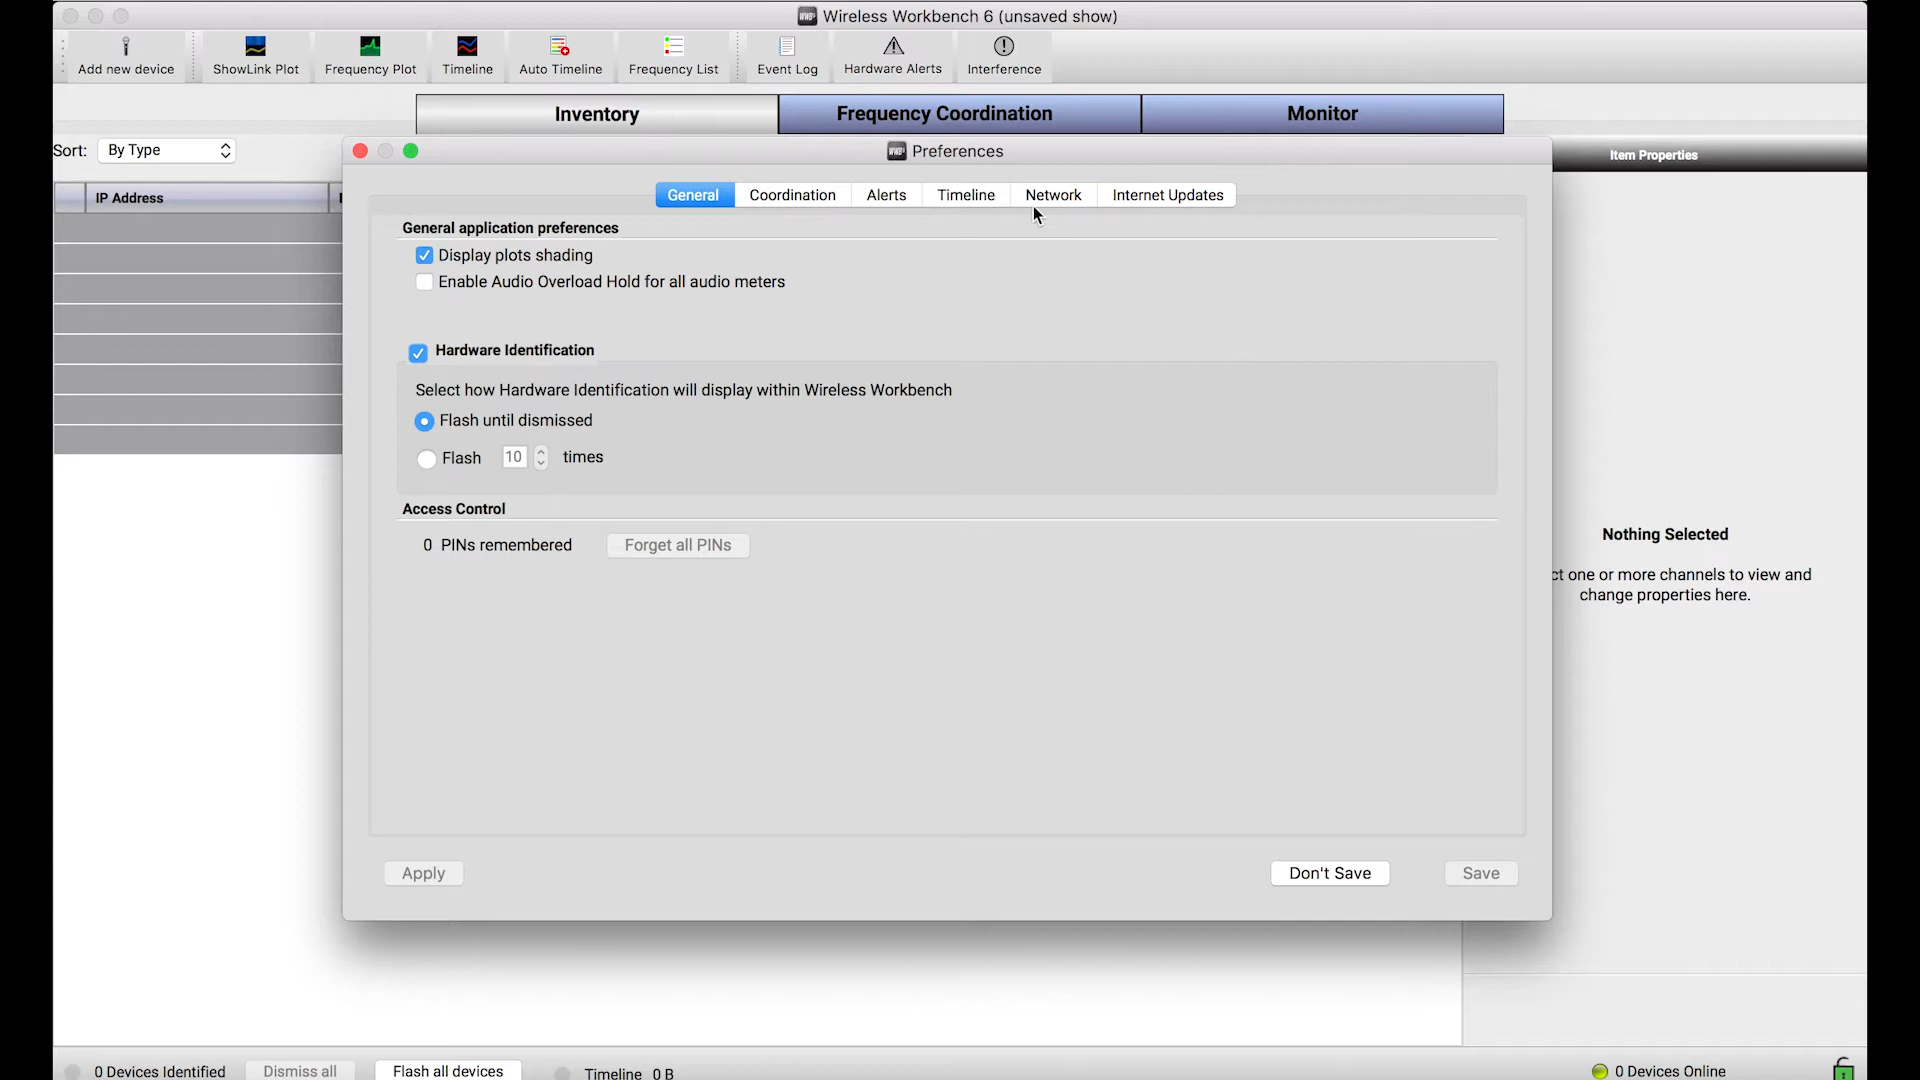 Wireless Workbench 6 (unsaved show)
Add new device
ShowLink Plot
Frequency Plot
Timeline
Auto Timeline
Frequency List
Event Log
Hardware Alerts
Interference
Inventory
Frequency Coordination
Monitor
Sort:
By Type
Preferences
Item Properties
IP Address
General
Coordination
Alerts
Timeline
Network
Internet Updates
General application preferences
Display plots shading
Enable Audio Overload Hold for all audio meters
Hardware Identification
Select how Hardware Identification will display within Wireless Workbench
Flash until dismissed
Flash 10 times
Access Control
0 PINs remembered
Forget all PINs
Nothing Selected
ct one or more channels to view and
change properties here.
Apply
Don't Save
Save
0 Devices Identified
Dismiss all
Flash all devices
Timeline 0 B
0 Devices Online